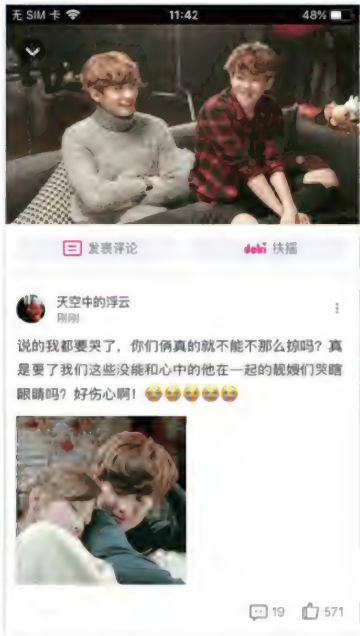 无 SIM 卡 11:42 48%
发表评论 doki 扶摇
天空中的浮云
刚刚
说的我都要哭了，你们俩真的就不能不那么掠吗？真
是要了我们这些没能和心中的他在一起的靓嫂们哭瞎
眼睛吗？好伤心啊！😭😭😭😭😭
19 571